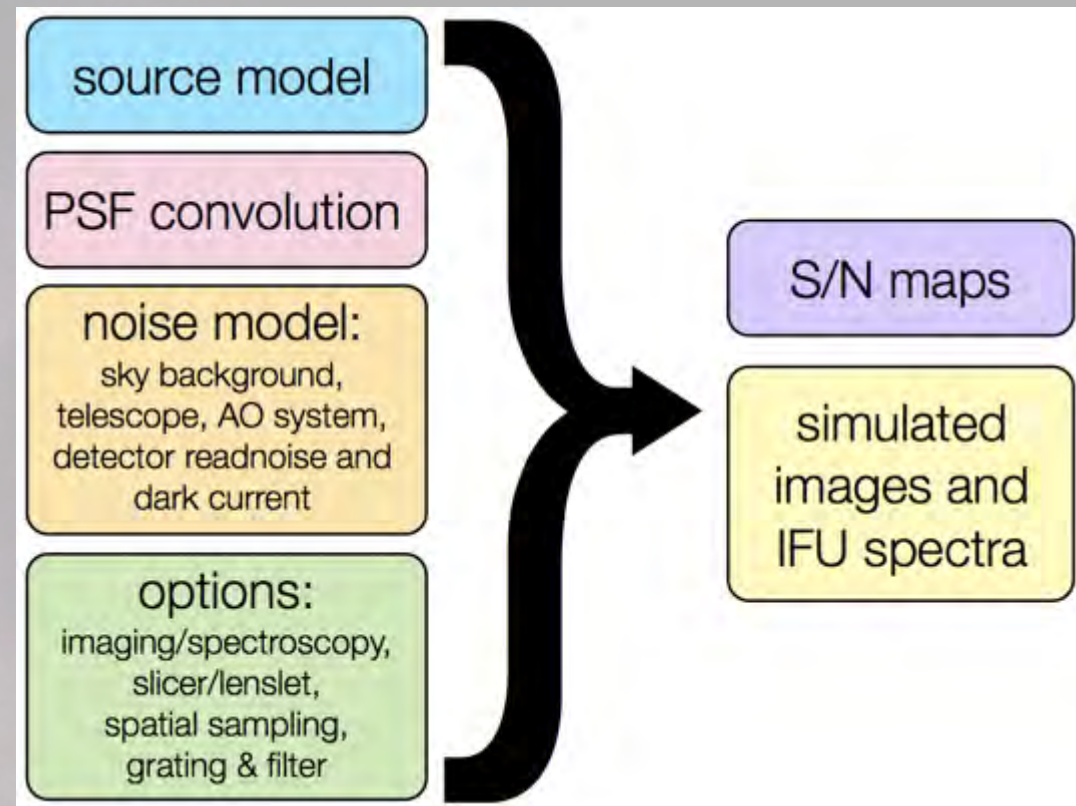 source model
PSF convolution
noise model:
sky background,
telescope, AO system,
detector readnoise and
dark current
options:
imaging/spectroscopy,
slicer/lenslet,
spatial sampling,
grating & filter
S/N maps
simulated
images and
IFU spectra